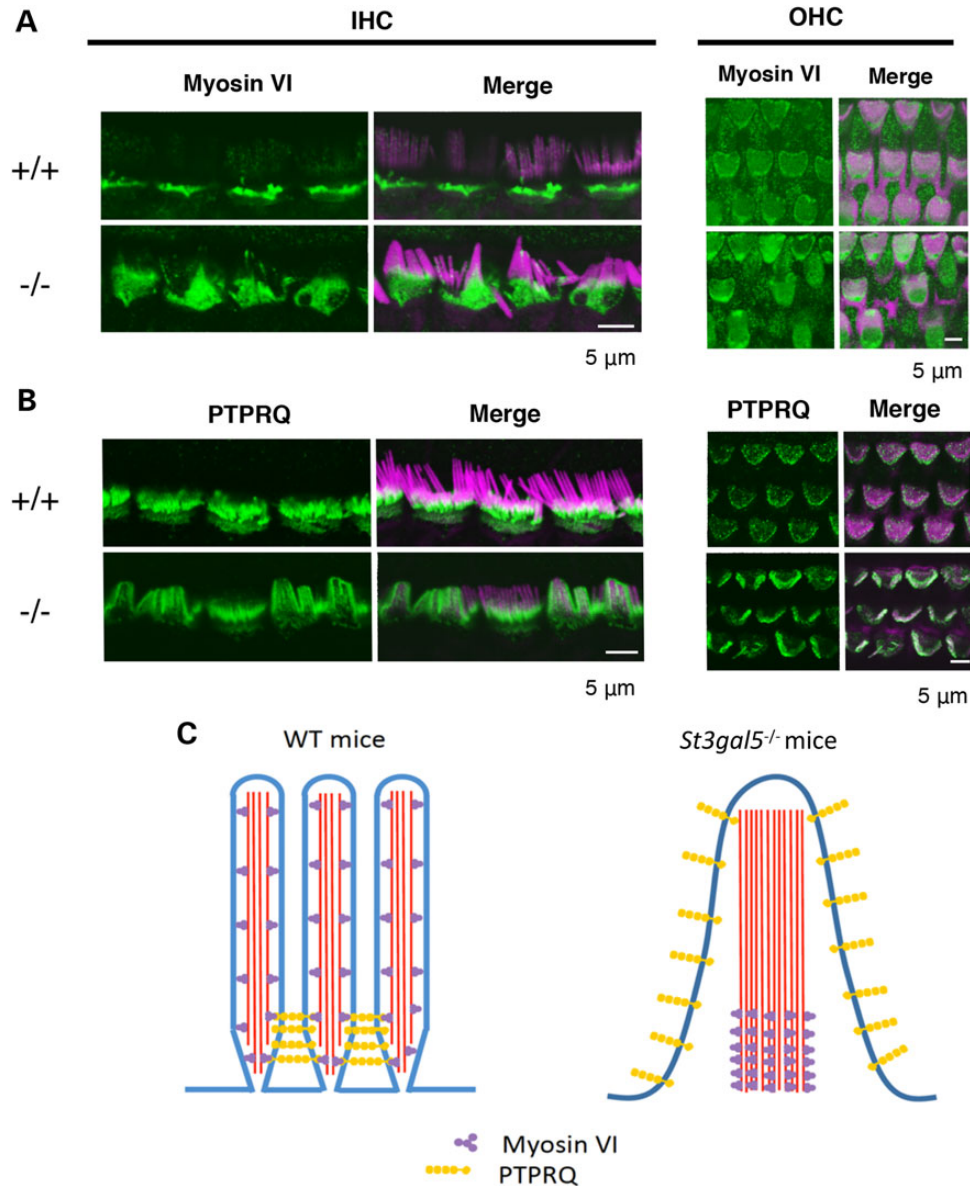 A
IHC
OHC
Myosin VI
Merge
Myosin VI
Merge
+/+
-/-
5 µm
5 µm
B
PTPRQ
Merge
PTPRQ
Merge
+/+
-/-
5 µm
5 µm
C
WT mice
St3gal5-/- mice
Myosin VI
PTPRQ